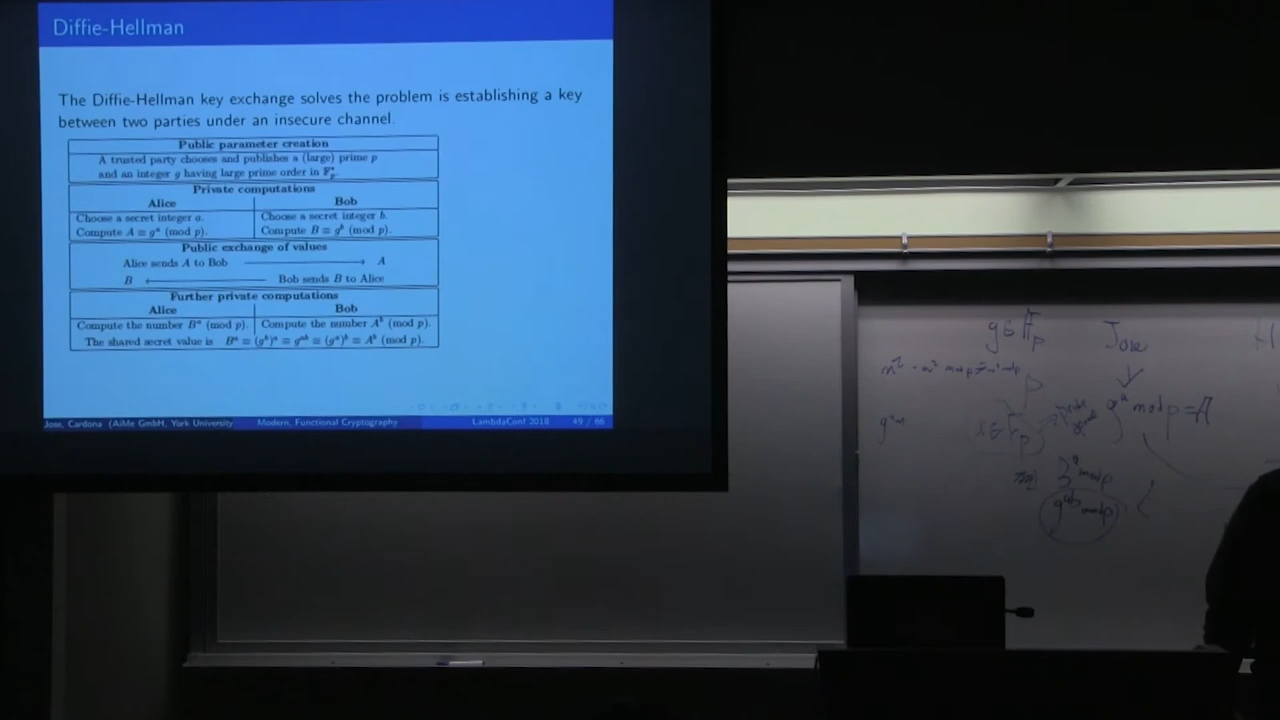 Diffie-Hellman
The Diffie-Hellman key exchange solves the problem is establishing a key
between two parties under an insecure channel.
Public parameter creation
A trusted party chooses and publishes a (large) prime p
and an integer g having large prime order in F*p.
Private computations
Alice Bob
Choose a secret integer a. Choose a secret integer b.
Compute A ≡ g^a (mod p). Compute B ≡ g^b (mod p).
Public exchange of values
Alice sends A to Bob ⟶ A
B ⟵ Bob sends B to Alice
Further private computations
Alice Bob
Compute the number B^a (mod p). Compute the number A^b (mod p).
The shared secret value is B^a ≡ (g^b)^a ≡ g^ab ≡ (g^a)^b ≡ A^b (mod p).
Jose, Cardona (AiMe GmbH, York University Modern, Functional Cryptography LambdaConf 2018 49 / 66
g ∈ Fp Jose
p
g^a mod p = A
mod p
g^ab mod p